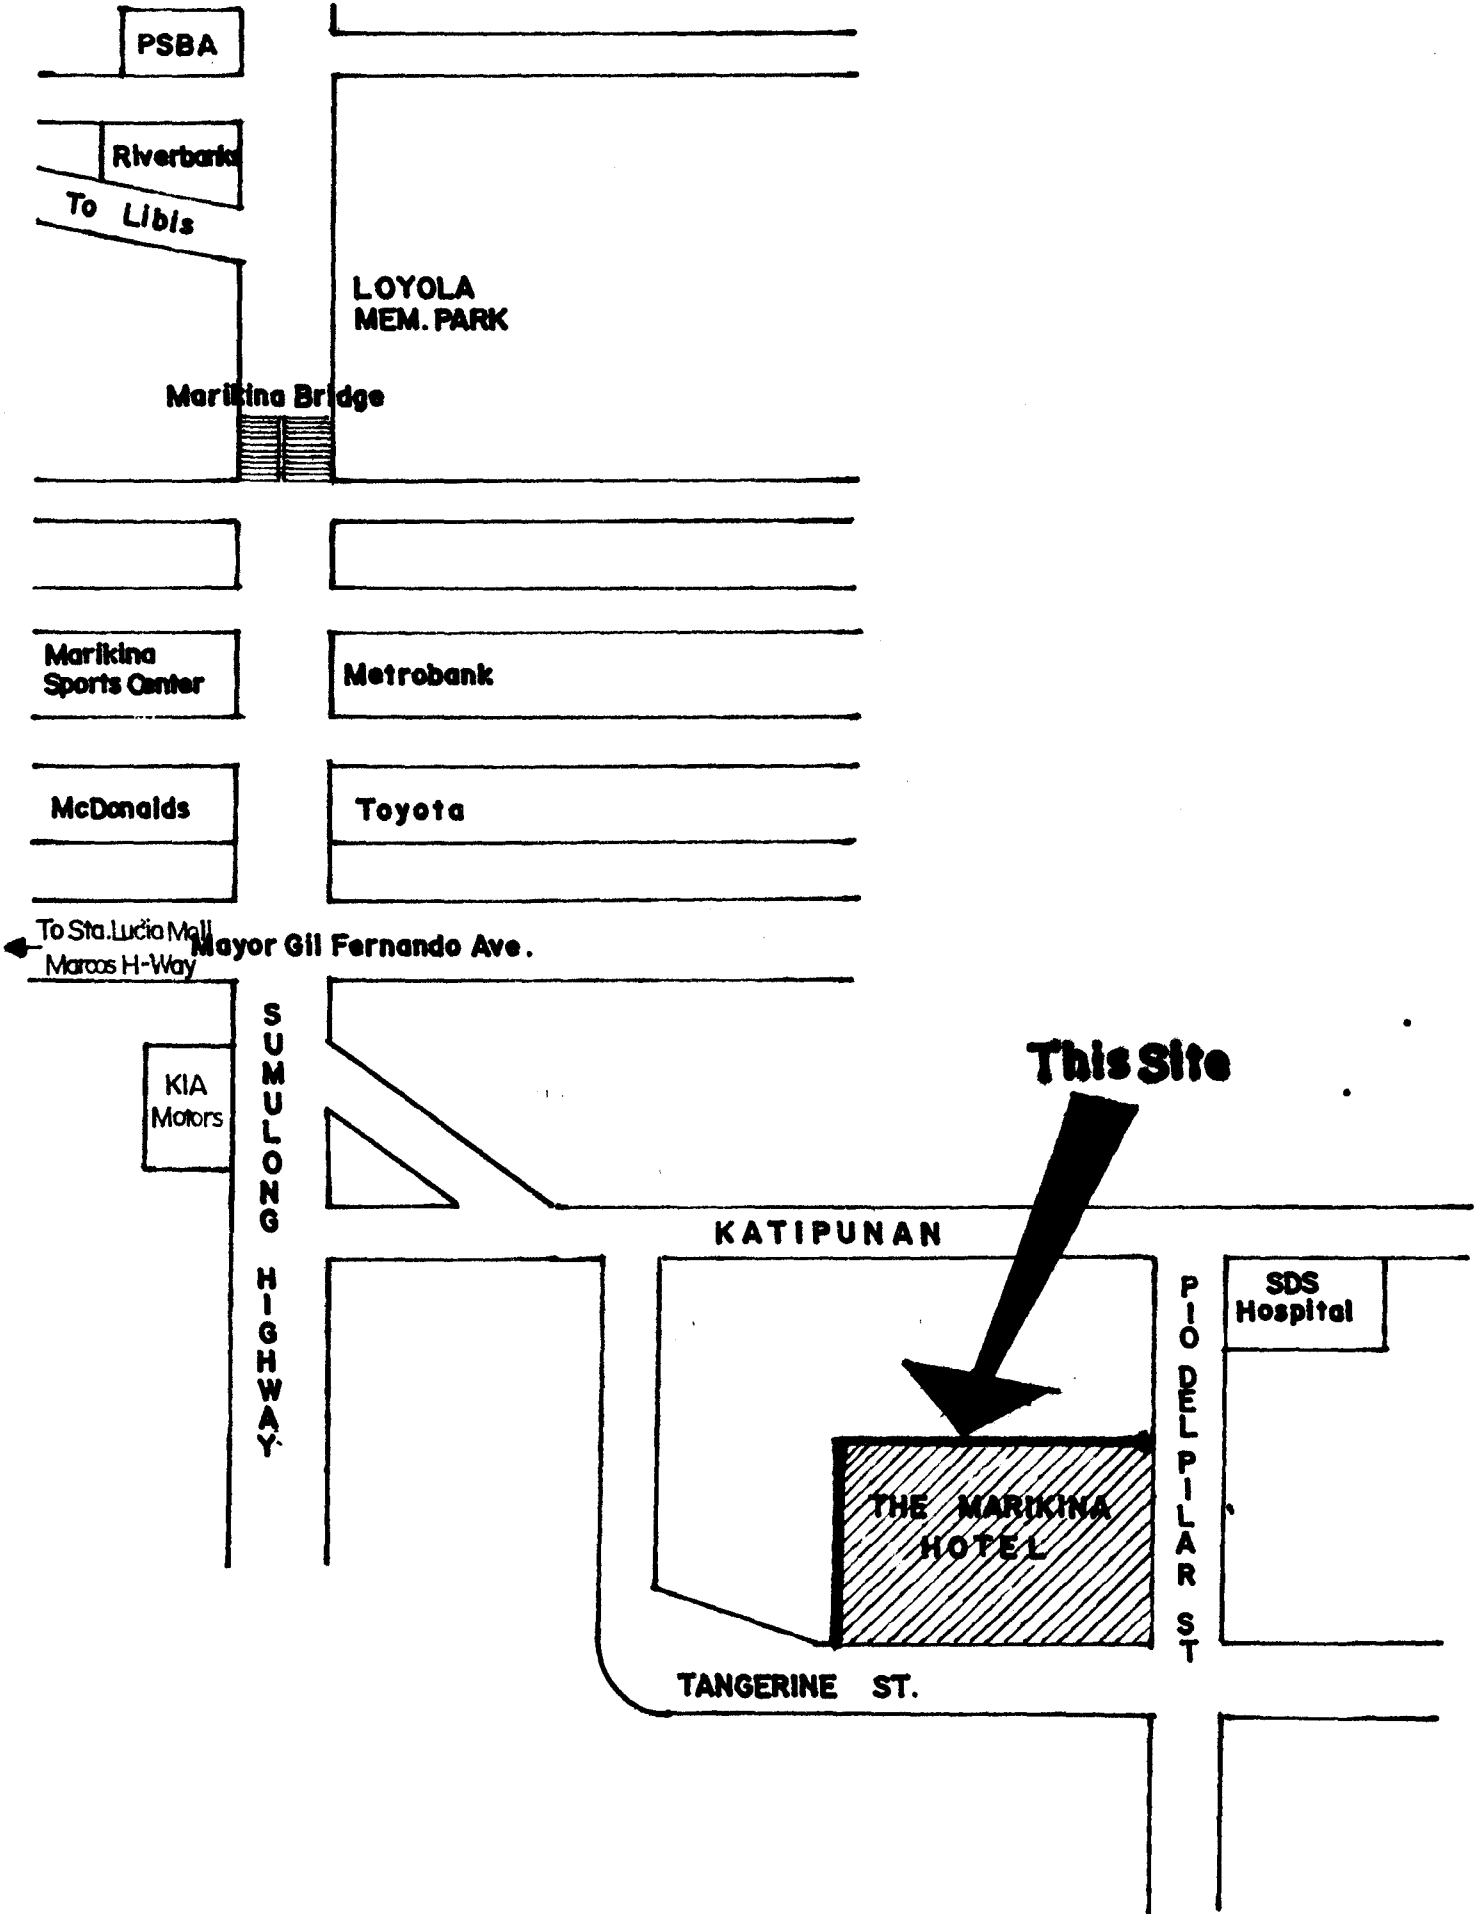 PSBA
Riverbanks
To Libis
LOYOLA
MEM. PARK
Marikina Bridge
Marikina
Sports Center
Metrobank
McDonalds
Toyota
To Sta. Lucia Mall
Marcos H-Way
Mayor Gil Fernando Ave.
SUMULONG HIGHWAY
KIA
Motors
This Site
KATIPUNAN
PIO DEL PILAR ST
SDS
Hospital
THE MARIKINA
HOTEL
TANGERINE ST.